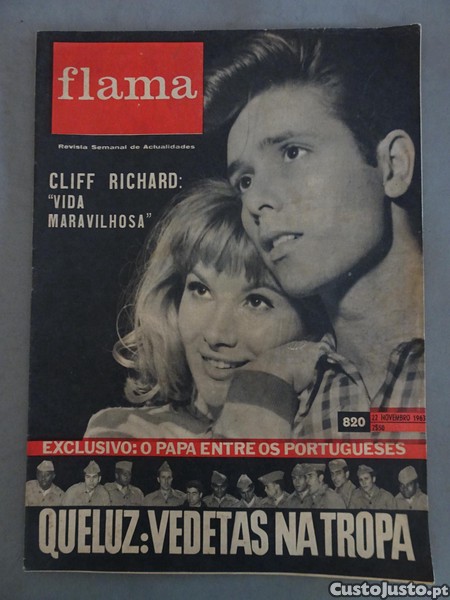 flama
Revista Semanal de Actualidades
CLIFF RICHARD:
"VIDA
MARAVILHOSA"
820
NOVEMBRO
EXCLUSIVO: O PAPA ENTRE OS PORTUGUESES
QUELUZ: VEDETAS NA TROPA
CustoJusto.pt